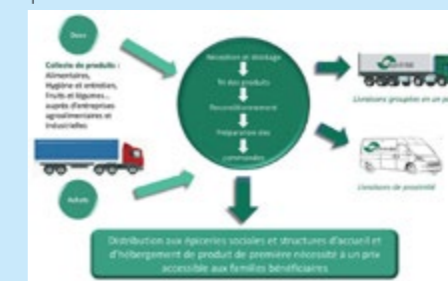 Dons
Collecte de produits :
Alimentaires,
Hygiène et entretien,
Fruits et légumes...
auprès d'entreprises
agroalimentaires et
industrielles
Achats
Réception et stockage
Tri des produits
Reconditionnement
Préparation des
commandes
Livraisons groupées en un
Livraisons de proximité
Distribution aux épiceries sociales et structures d'accueil et
d'hébergement de produit de première nécessité à un prix
accessible aux familles bénéficiaires